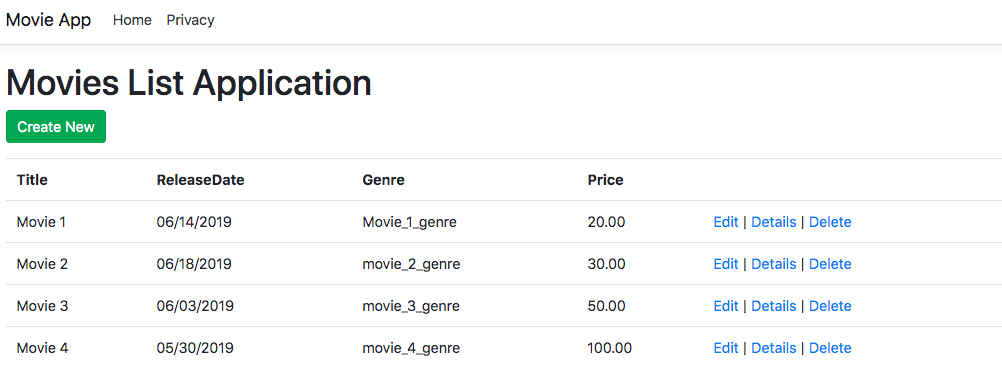 Movie App Home Privacy
Movies List Application
Create New
Title ReleaseDate Genre Price
Movie 1 06/14/2019 Movie_1_genre 20.00 Edit | Details | Delete
Movie 2 06/18/2019 movie_2_genre 30.00 Edit | Details | Delete
Movie 3 06/03/2019 movie_3_genre 50.00 Edit | Details | Delete
Movie 4 05/30/2019 movie_4_genre 100.00 Edit | Details | Delete